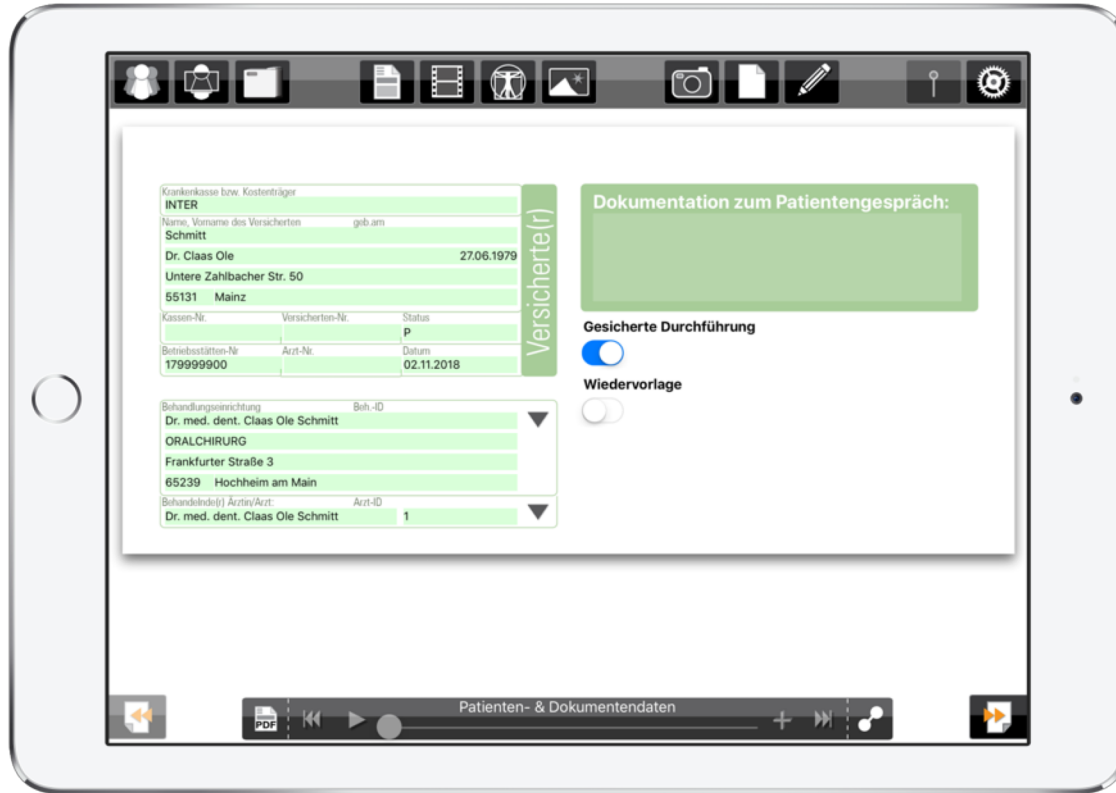 Krankenkasse bzw. Kostenträger
INTER
Name, Vorname des Versicherten geb.am
Schmitt
Dr. Claas Ole 27.06.1979
Untere Zahlbacher Str. 50
55131 Mainz
Kassen-Nr. Versicherten-Nr. Status
P
Betriebsstätten-Nr Arzt-Nr. Datum
179999900 02.11.2018
Versicherte(r)
Behandlungseinrichtung Beh.-ID
Dr. med. dent. Claas Ole Schmitt
ORALCHIRURG
Frankfurter Straße 3
65239 Hochheim am Main
Behandelnde(r) Ärztin/Arzt: Arzt-ID
Dr. med. dent. Claas Ole Schmitt 1
Dokumentation zum Patientengespräch:
Gesicherte Durchführung
Wiedervorlage
Patienten- & Dokumentendaten
PDF